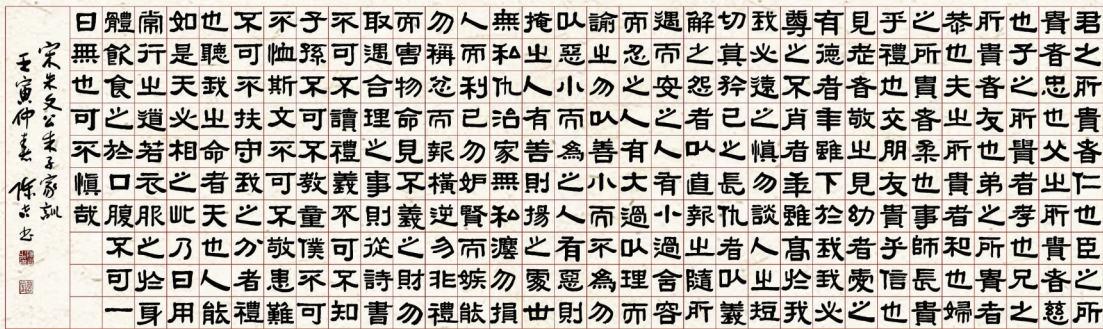 君之所貴者仁也臣之所
貴者忠也父之所貴者慈
也子之所貴者孝也兄之
所貴者友也弟之所貴者
恭也夫之所貴者和也婦
之所貴者柔也事師長貴
乎禮也交朋友貴乎信也
見老者敬之見幼者愛之
有德者年雖下於我我必
尊之不肖者年雖高於我
我必遠之慎勿談人之短
切莫矜己之長仇者以義
解之怨者以直報之隨所
遇而安之人有小過含容
而忍之人有大過以理而
諭之勿以善小而不為勿
以惡小而為之人有惡則
掩之人有善則揚之處世
無私仇治家無私法勿損
人而利己勿妒賢而嫉能
勿稱忿而報橫逆勿非禮
而害物命見不義之財勿
取遇合理之事則從詩書
不可不讀禮義不可不知
子孫不可不教童僕不可
不恤斯文不可不敬患難
不可不扶守我之分者禮
也聽我之命者天也人能
如是天必相之此乃日用
常行之道若衣服之於身
體飲食之於口腹不可一
日無也可不慎哉
宋朱文公朱子家訓
壬寅仲春 陳 書